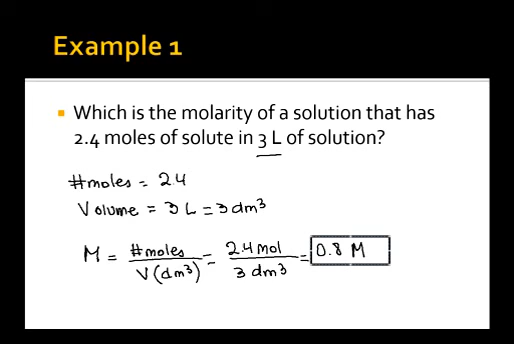 Example 1
Which is the molarity of a solution that has
2.4 moles of solute in 3 L of solution?
#moles = 2.4
Volume = 3 L = 3 dm³
M = #moles / V (dm³) = 2.4 mol / 3 dm³ = 0.8 M